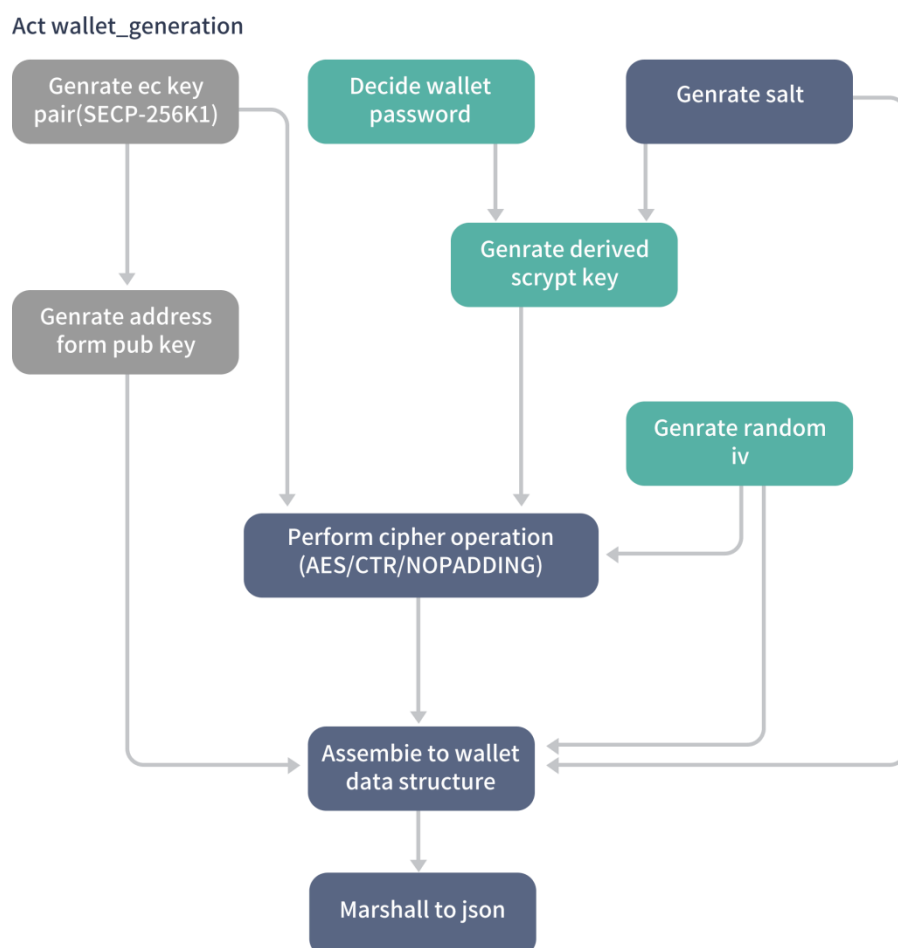 Act wallet_generation
Genrate ec key
pair(SECP-256K1)
Decide wallet
password
Genrate salt
Genrate derived
scrypt key
Genrate address
form pub key
Genrate random
iv
Perform cipher operation
(AES/CTR/NOPADDING)
Assembie to wallet
data structure
Marshall to json